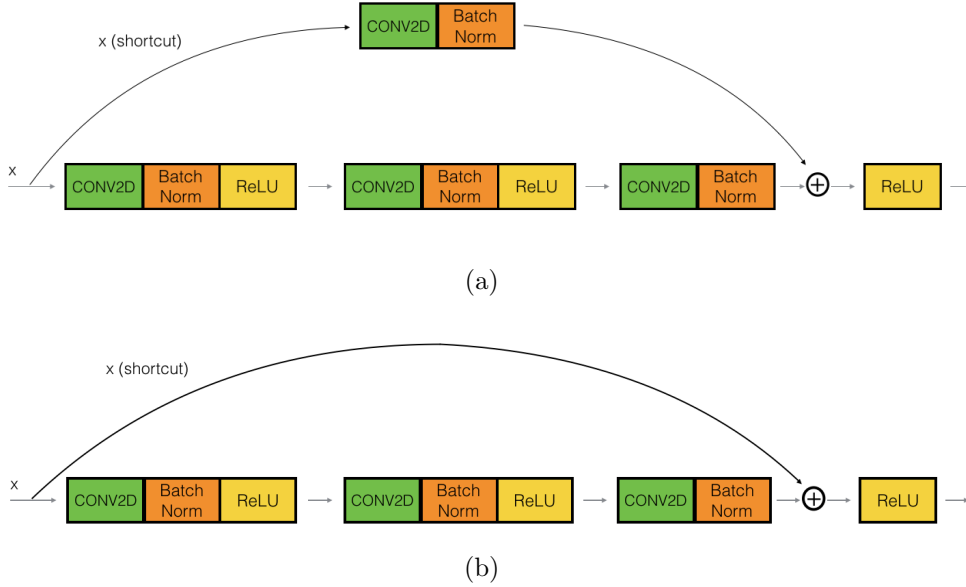 x (shortcut)
CONV2D
Batch
Norm
x
CONV2D
Batch
Norm
ReLU
CONV2D
Batch
Norm
ReLU
CONV2D
Batch
Norm
+
ReLU
(a)
x (shortcut)
x
CONV2D
Batch
Norm
ReLU
CONV2D
Batch
Norm
ReLU
CONV2D
Batch
Norm
+
ReLU
(b)